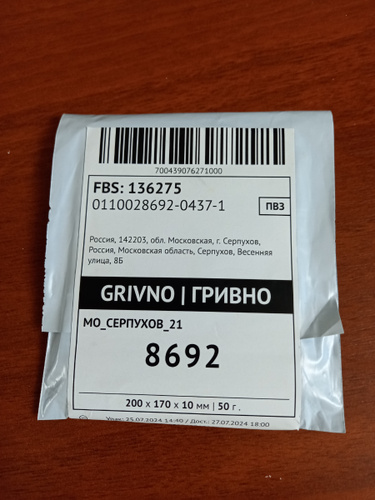 700439076271000
FBS: 136275
0110028692-0437-1
ПВЗ
Россия, 142203, обл. Московская, г. Серпухов,
Россия, Московская область, Серпухов, Весенняя
улица, 8Б
GRIVNO | ГРИВНО
МО_СЕРПУХОВ_21
8692
200 x 170 x 10 мм | 50 г.
Упак: 25.07.2024 14:40 / Дост: 27.07.2024 18:00